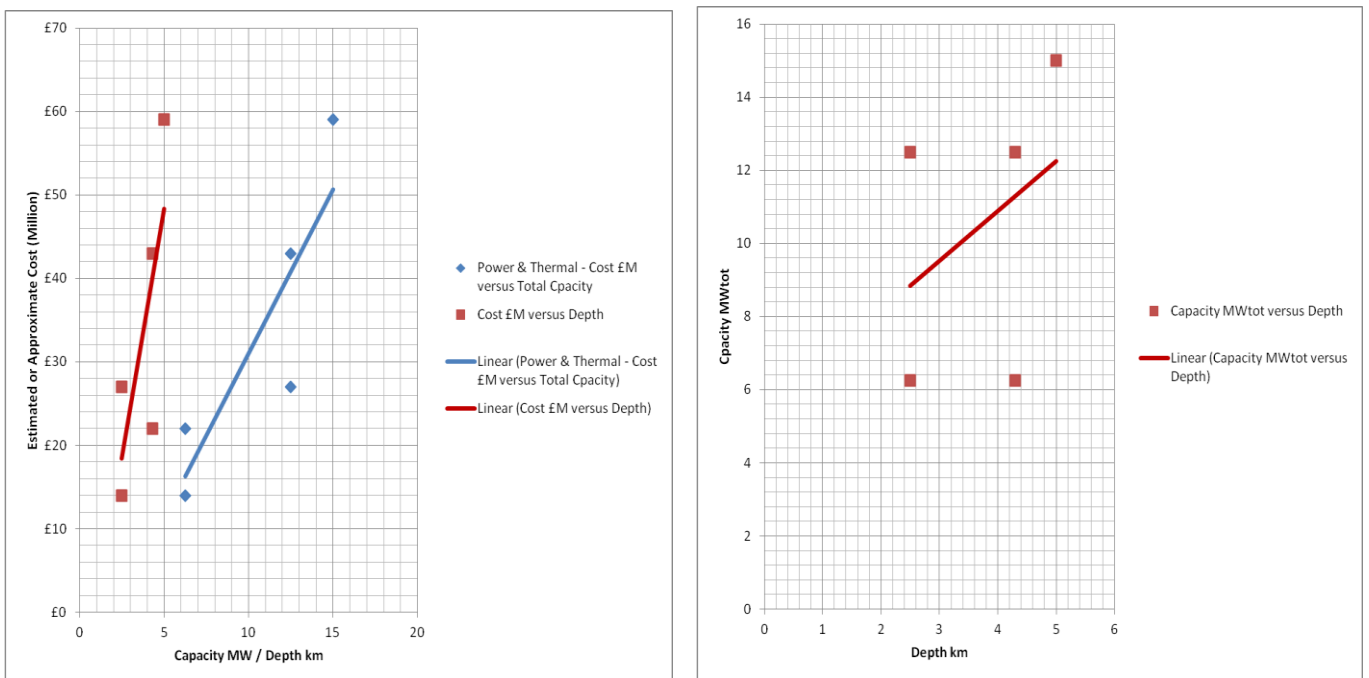 £70
£60
£50
£40
£30
£20
£10
£0
Estimated or Approximate Cost (Million)
0 5 10 15 20
Capacity MW / Depth km
Power & Thermal - Cost £M
versus Total Cpacity
Cost £M versus Depth
Linear (Power & Thermal - Cost
£M versus Total Capacity)
Linear (Cost £M versus Depth)
16
14
12
10
8
6
4
2
0
Cpacity MWtot
0 1 2 3 4 5 6
Depth km
Capacity MWtot versus Depth
Linear (Capacity MWtot versus
Depth)